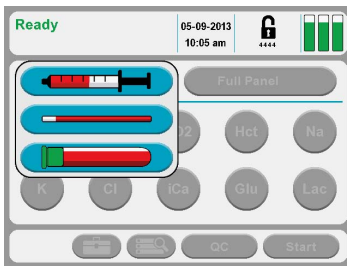 Ready
05-09-2013
10:05 am
4444
Full Panel
O2
Hct
Na
K
Cl
iCa
Glu
Lac
QC
Start